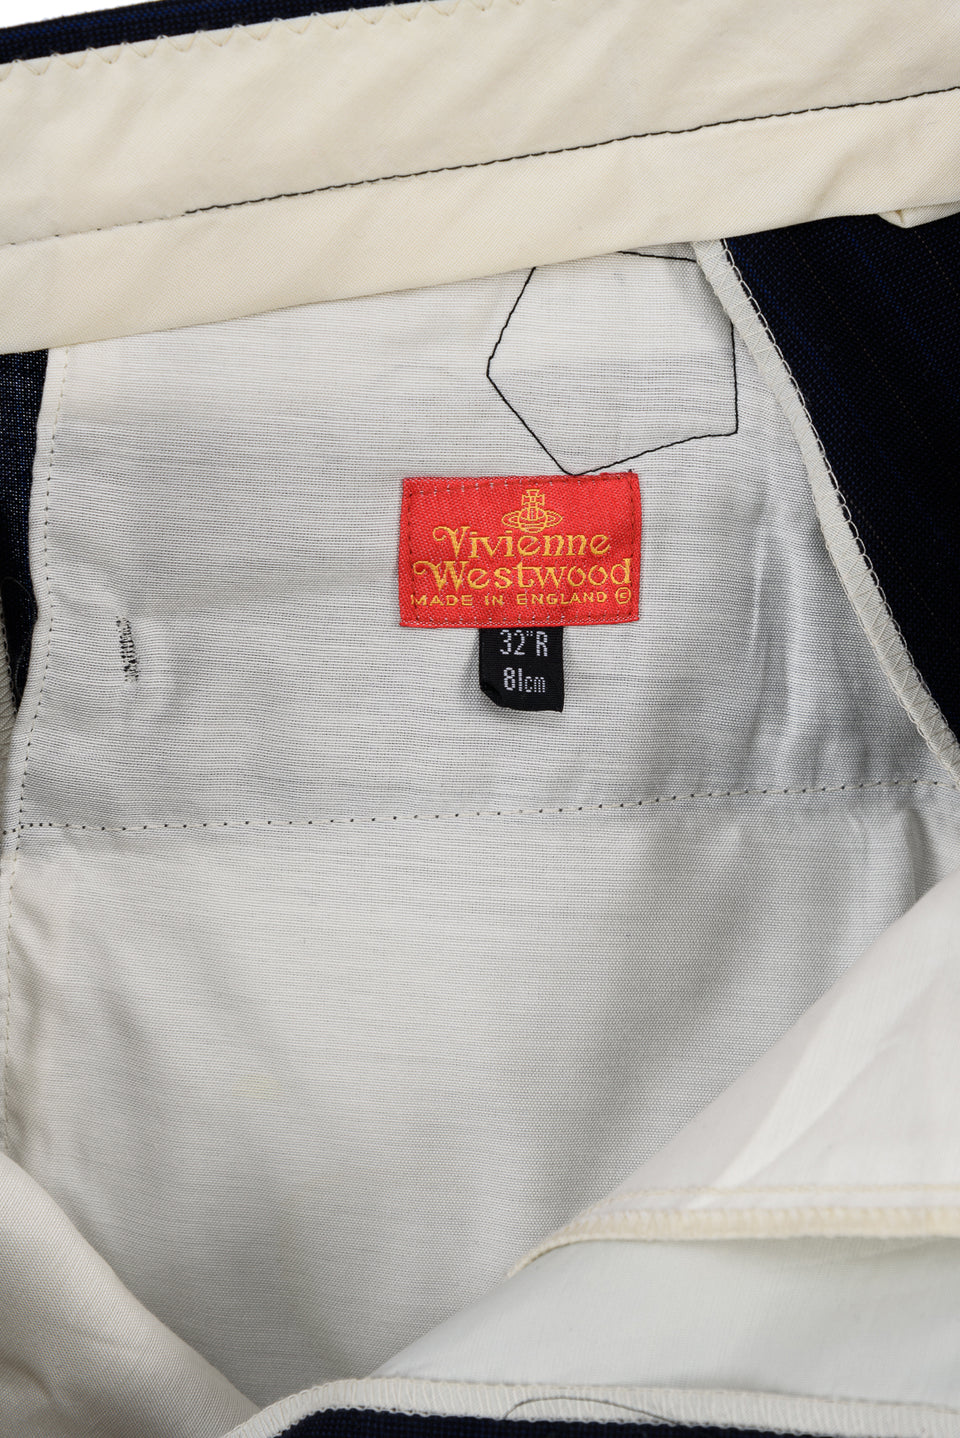 Vivienne
Westwood
MADE IN ENGLAND ©
32"R
81cm